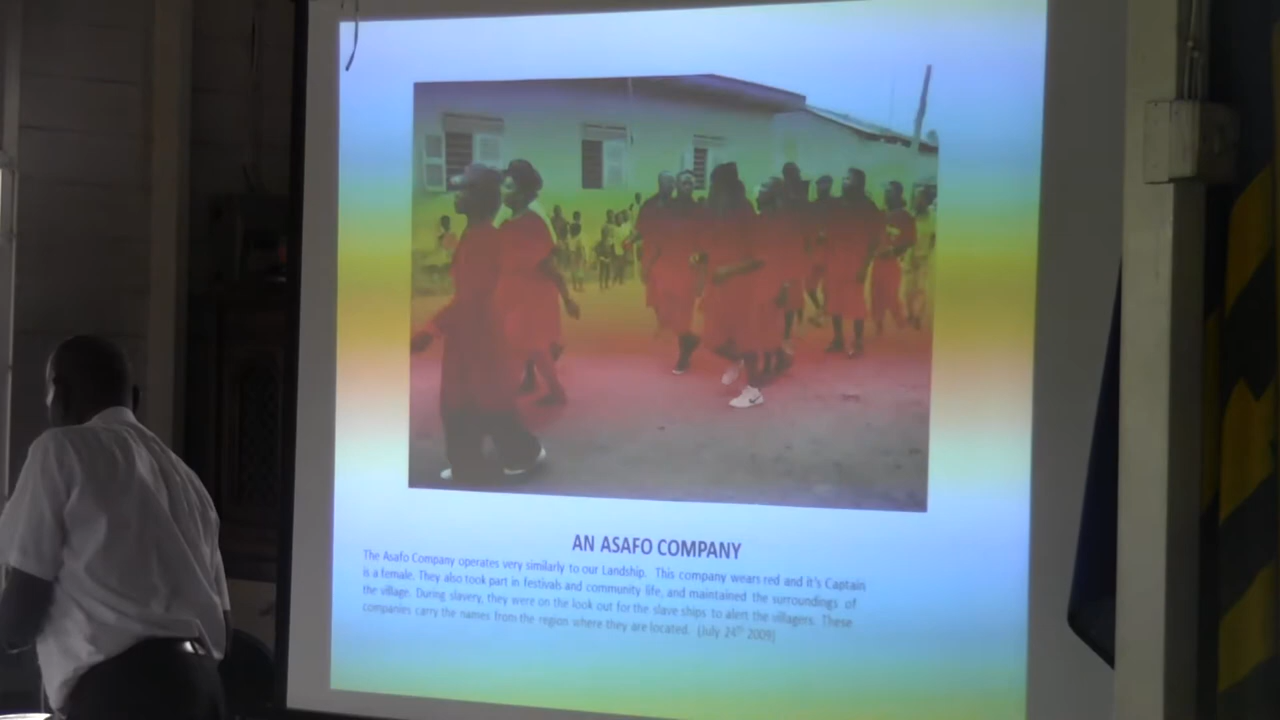 AN ASAFO COMPANY
The Asafo Company operates very similarly to our Landship. This company wears red and it's Captain
is a female. They also took part in festivals and community life, and maintained the surroundings of
the village. During slavery, they were on the look out for the slave ships to alert the villagers. These
companies carry the names from the region where they are located. (July 24th 2009)